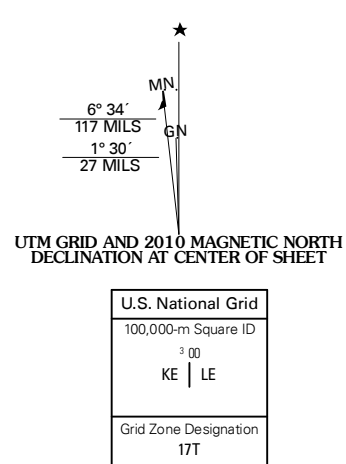 ★
MN
6° 34´
117 MILS
GN
1° 30´
27 MILS
UTM GRID AND 2010 MAGNETIC NORTH
DECLINATION AT CENTER OF SHEET
U.S. National Grid
100,000-m Square ID
3 00
KE LE
Grid Zone Designation
17T